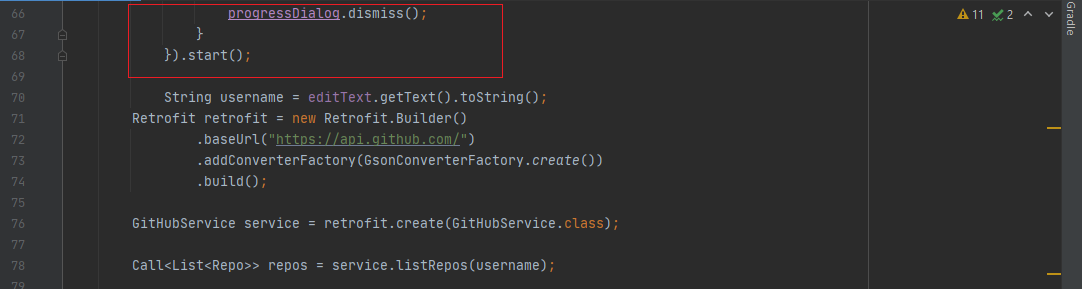 66 progressDialog.dismiss();
67 }
68 }).start();
69
70 String username = editText.getText().toString();
71 Retrofit retrofit = new Retrofit.Builder()
72 .baseUrl("https://api.github.com/")
73 .addConverterFactory(GsonConverterFactory.create())
74 .build();
75
76 GitHubService service = retrofit.create(GitHubService.class);
77
78 Call<List<Repo>> repos = service.listRepos(username);
79
11 2
Gradle